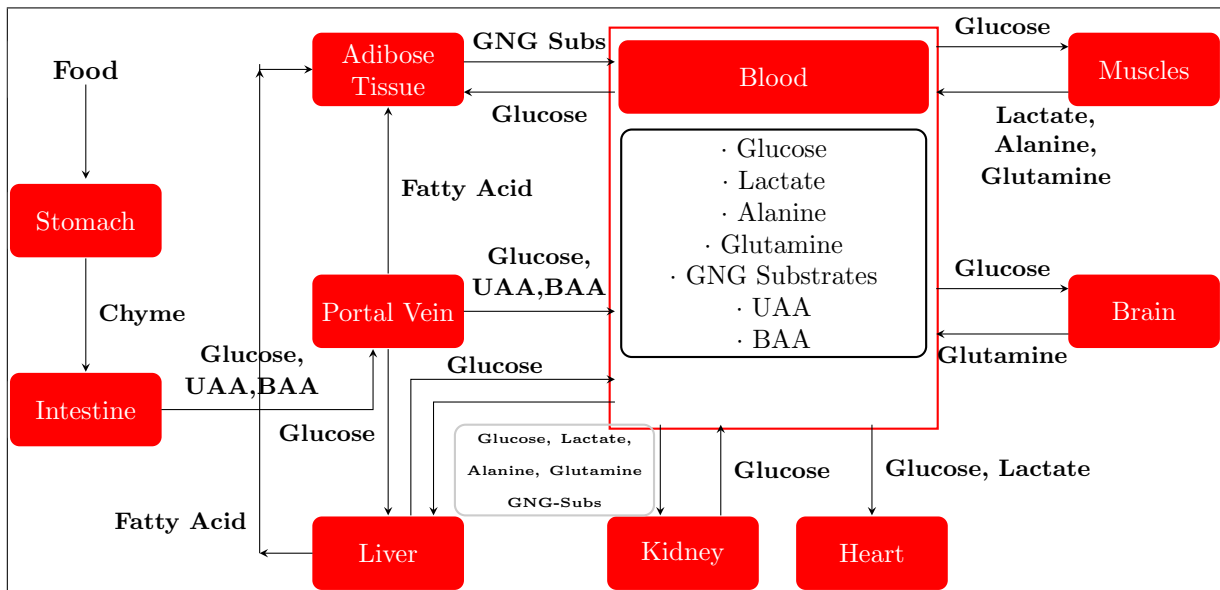 Food
Stomach
Chyme
Intestine
Glucose,
UAA,BAA
Adibose
Tissue
GNG Subs
Glucose
Fatty Acid
Portal Vein
Glucose,
UAA,BAA
Glucose
Glucose
Fatty Acid
Liver
Blood
· Glucose
· Lactate
· Alanine
· Glutamine
· GNG Substrates
· UAA
· BAA
Glucose, Lactate,
Alanine, Glutamine
GNG-Subs
Glucose
Kidney
Glucose, Lactate
Heart
Glucose
Muscles
Lactate,
Alanine,
Glutamine
Glucose
Brain
Glutamine